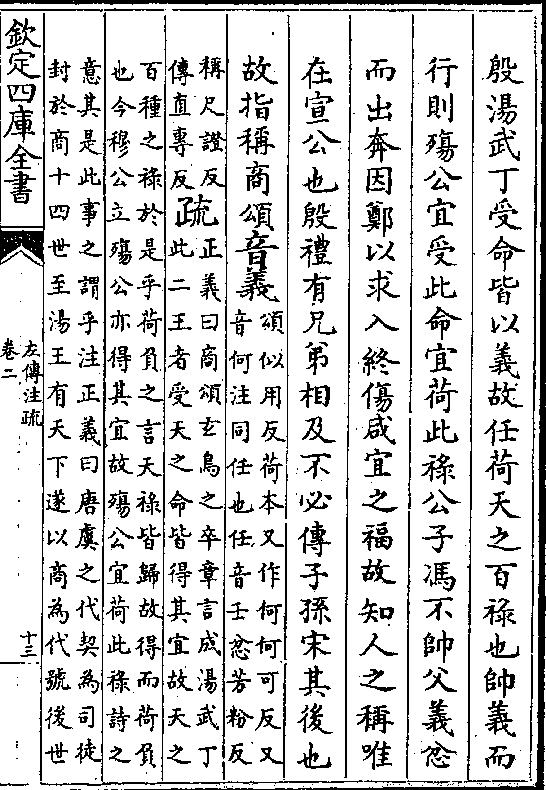 殷湯武丁受命皆以義故任荷天之百禄也帥義而
行則殤公宜受此命宜荷此禄公子馮不帥父義忿
而出奔因鄭以求入終傷咸宜之福故知人之稱唯
在宣公也殷禮有兄弟相及不必傳子孫宋其後也
故指稱商頌音義
頌似用反荷本又作何何可反又
音何注同任也任音壬忿芳粉反
稱尺證反
傳直專反
疏
正義曰商頌玄鳥之卒章言成湯武丁
此二王者受天之命皆得其宜故天之
百種之禄於是乎荷負之言天禄皆歸故得而荷負
也今穆公立殤公亦得其宜故殤公宜荷此禄詩之
意其是此事之謂乎注正義曰唐虞之代契為司徒
封於商十四世至湯王有天下遂以商為代號後世
欽定四庫全書
左傳注疏
卷二
十三